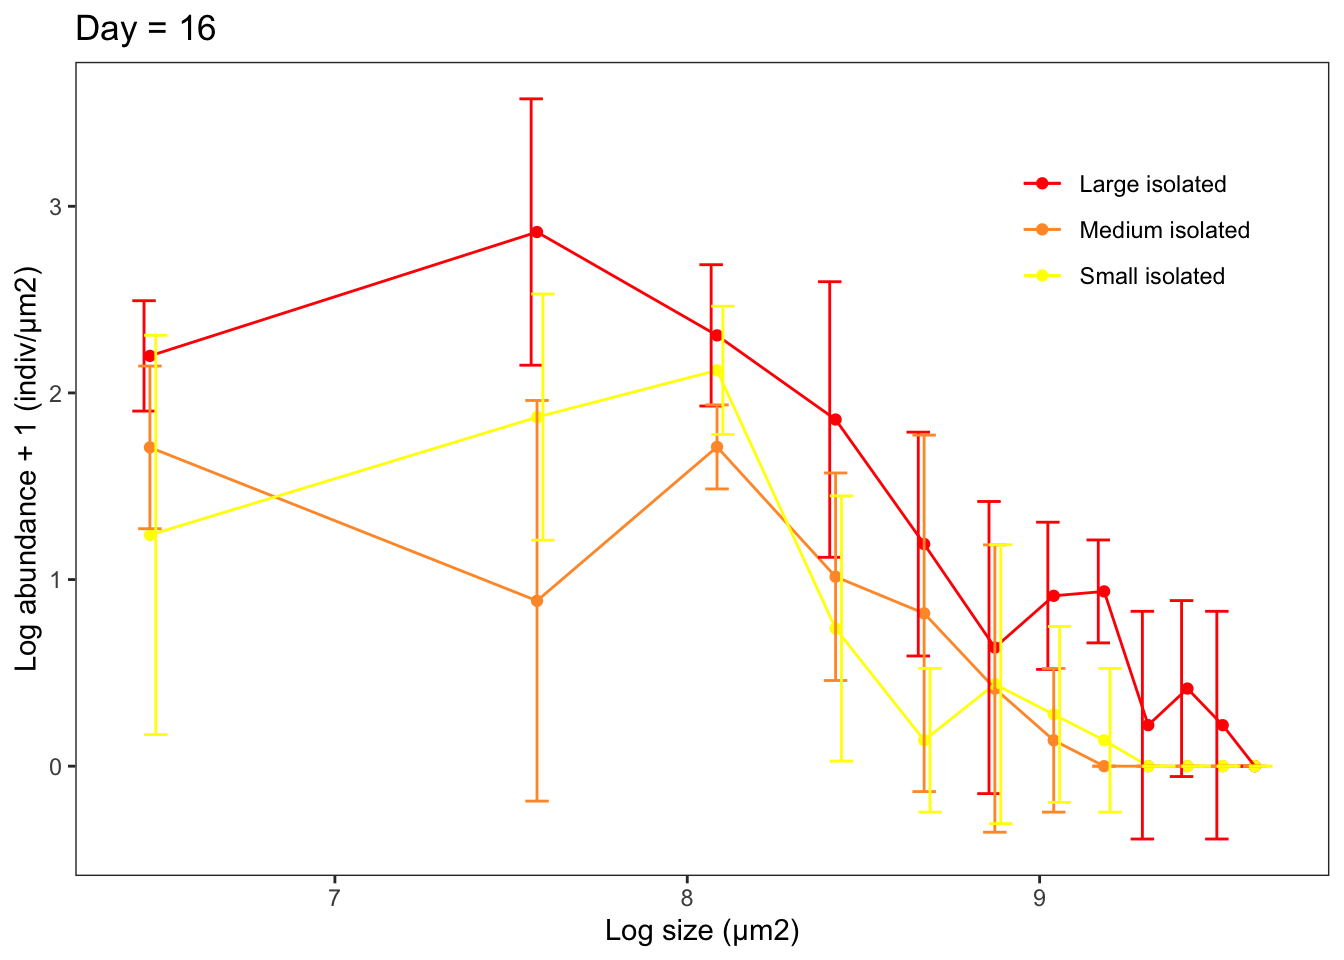 Day = 16
Log abundance + 1 (indiv/μm2)
3
2
1
0
Large isolated
Medium isolated
Small isolated
7
8
9
Log size (μm2)